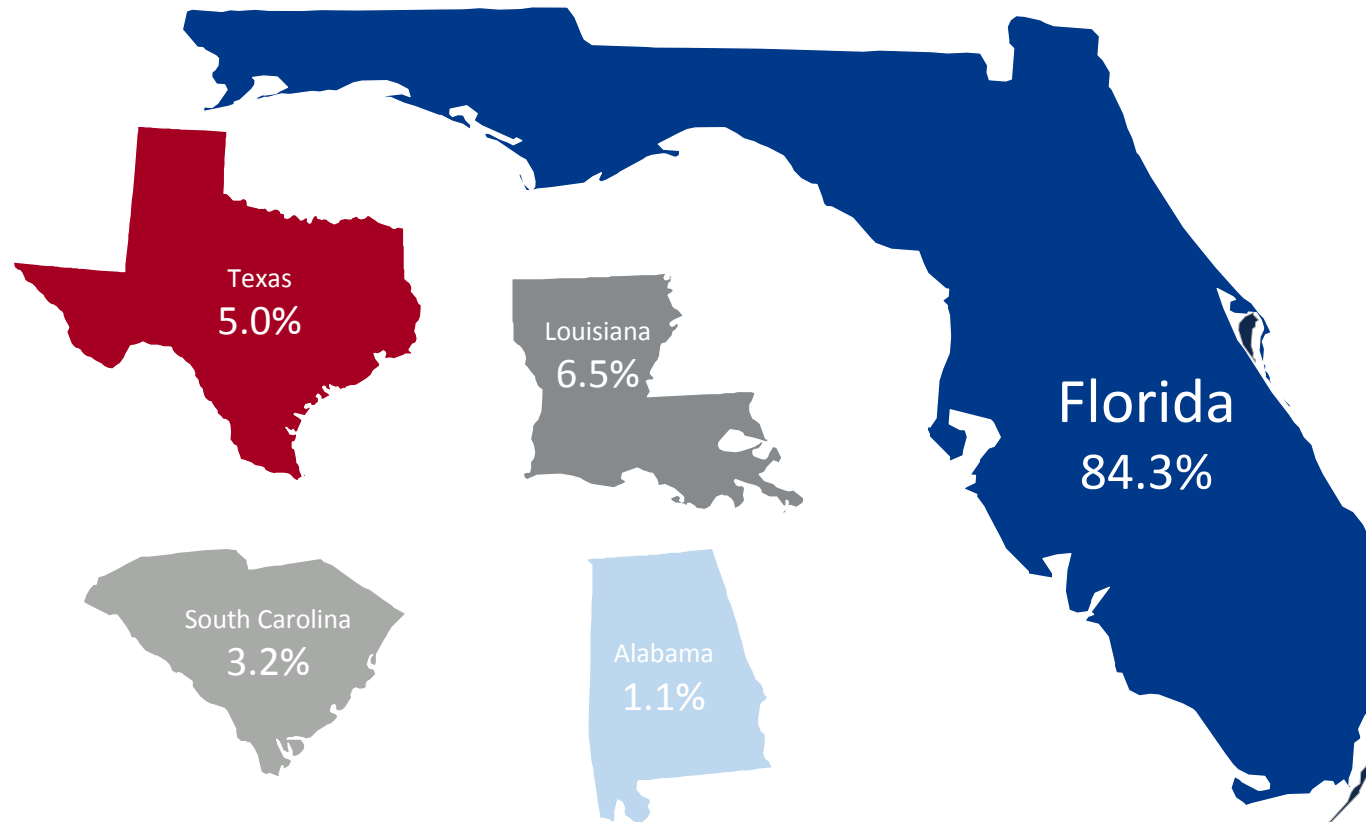 Texas
5.0%
Louisiana
6.5%
Florida
84.3%
South Carolina
3.2%
Alabama
1.1%